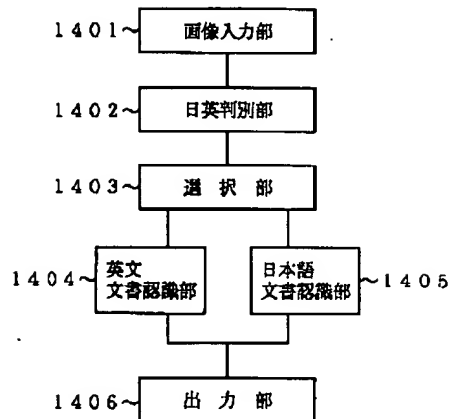 1401～ 画像入力部
1402～ 日英判別部
1403～ 選択部
1404～ 英文
文書認識部
日本語
文書認識部 ～1405
1406～ 出力部